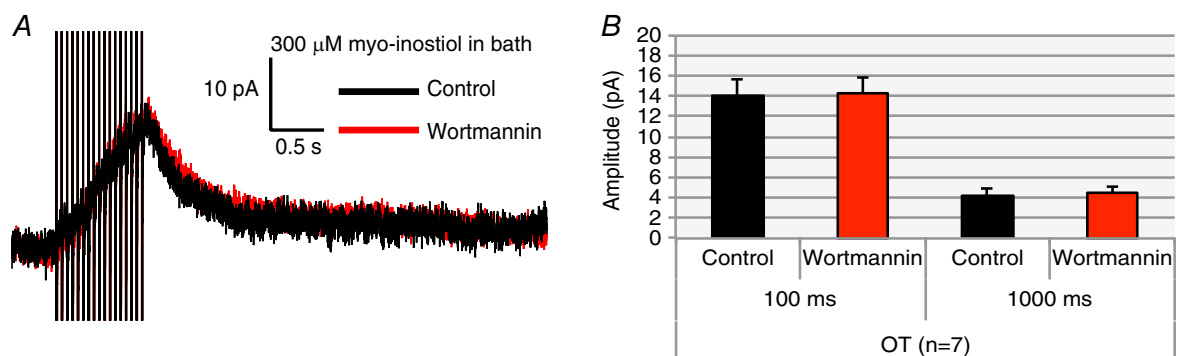 A
300 μM myo-inostiol in bath
10 pA
Control
Wortmannin
0.5 s
B
Amplitude (pA)
20
18
16
14
12
10
8
6
4
2
0
Control Wortmannin Control Wortmannin
100 ms 1000 ms
OT (n=7)